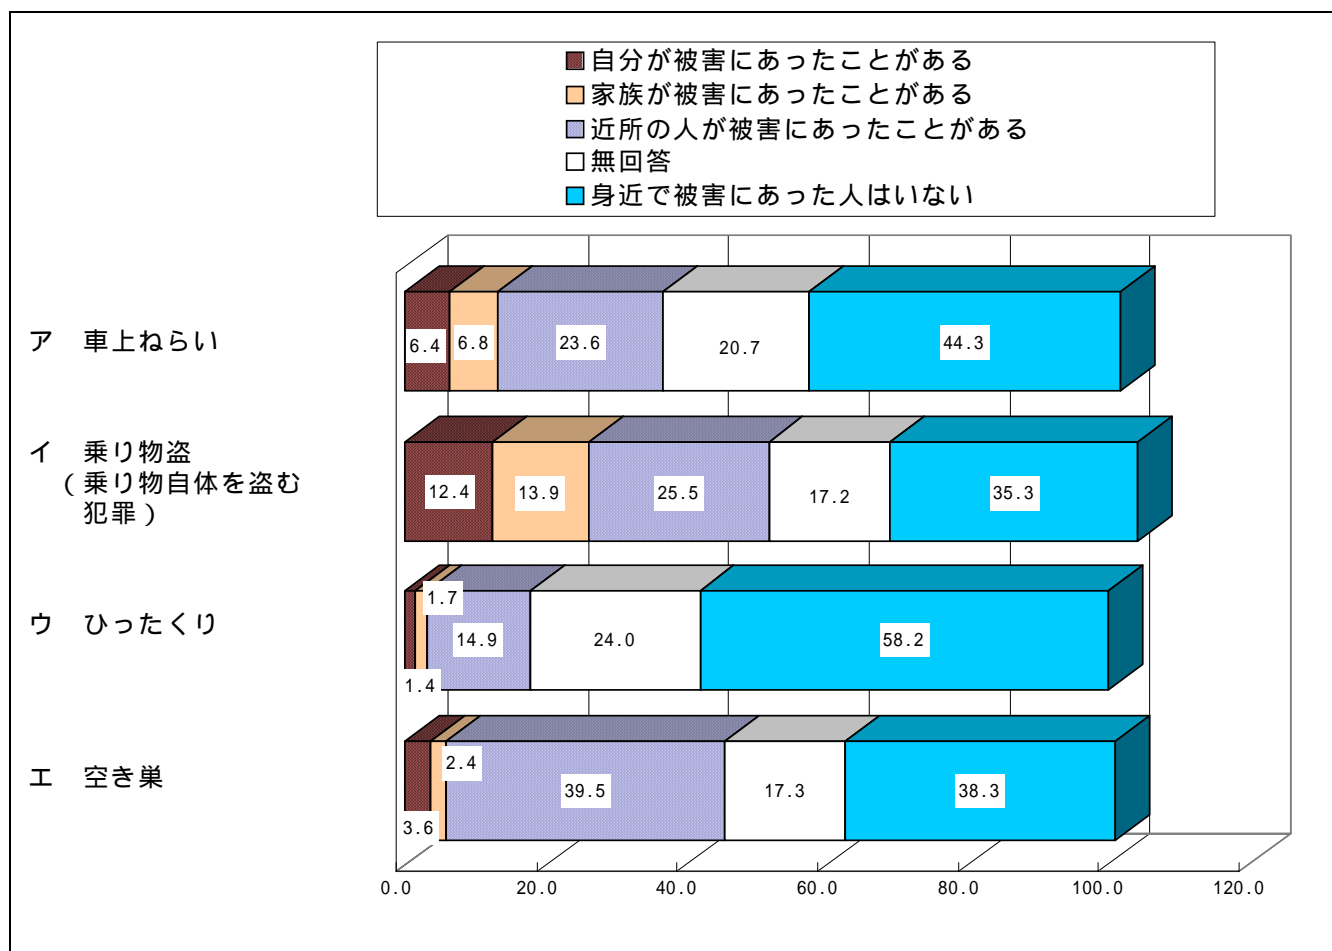 自分が被害にあったことがある
家族が被害にあったことがある
近所の人が被害にあったことがある
無回答
身近で被害にあった人はいない
ア　車上ねらい
6.4 6.8 23.6 20.7 44.3
イ　乗り物盗
（乗り物自体を盗む
犯罪）
12.4 13.9 25.5 17.2 35.3
ウ　ひったくり
1.4 1.7 14.9 24.0 58.2
エ　空き巣
3.6 2.4 39.5 17.3 38.3
0.0 20.0 40.0 60.0 80.0 100.0 120.0